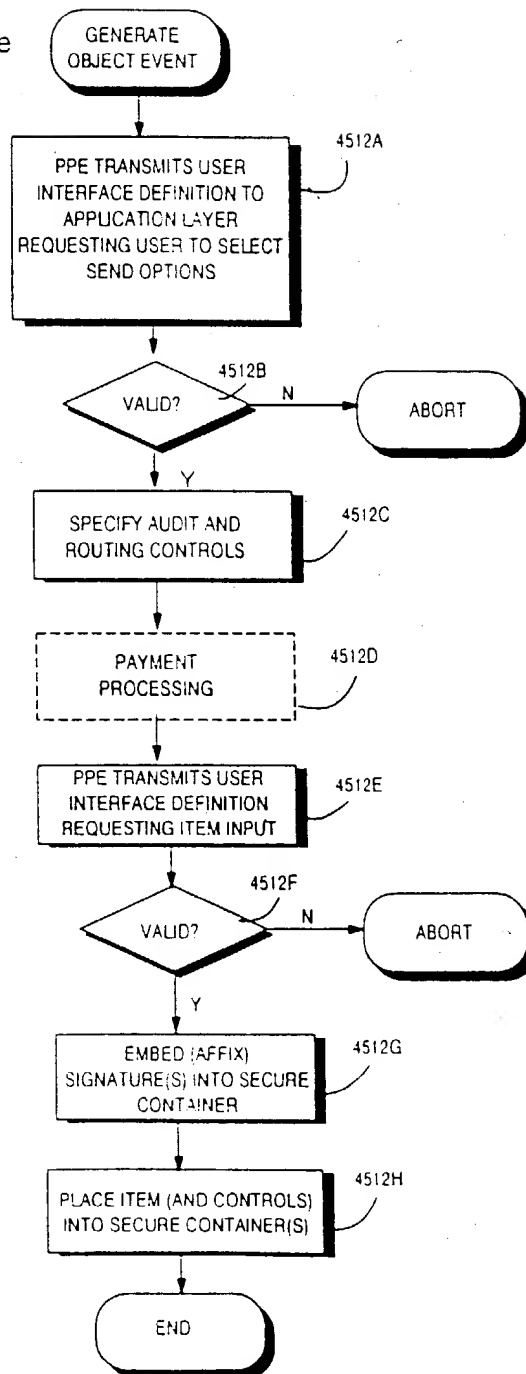 e
GENERATE
OBJECT EVENT
4512A
PPE TRANSMITS USER
INTERFACE DEFINITION TO
APPLICATION LAYER
REQUESTING USER TO SELECT
SEND OPTIONS
4512B
VALID?
N
ABORT
Y
4512C
SPECIFY AUDIT AND
ROUTING CONTROLS
4512D
PAYMENT
PROCESSING
PPE TRANSMITS USER
INTERFACE DEFINITION
REQUESTING ITEM INPUT
4512E
4512F
VALID?
N
ABORT
Y
EMBED (AFFIX)
SIGNATURE(S) INTO SECURE
CONTAINER
4512G
PLACE ITEM (AND CONTROLS)
INTO SECURE CONTAINER(S)
4512H
END